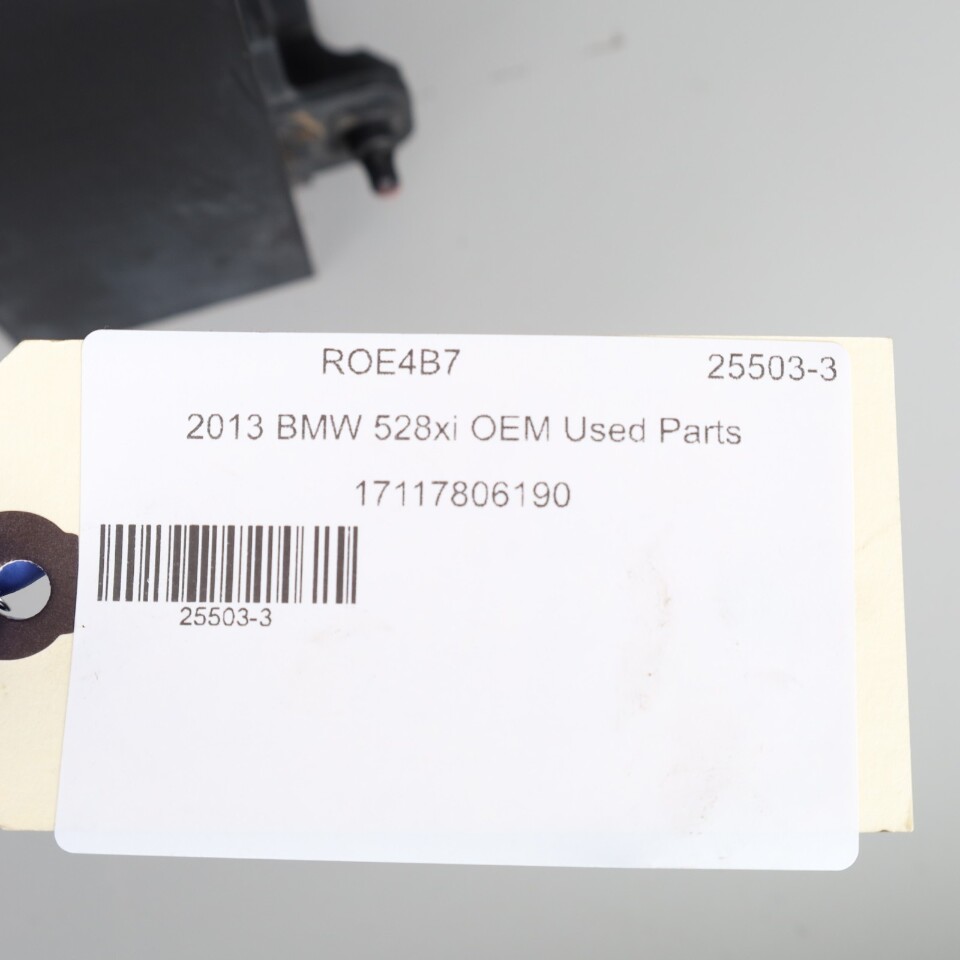 ROE4B7 25503-3
2013 BMW 528xi OEM Used Parts
17117806190
25503-3